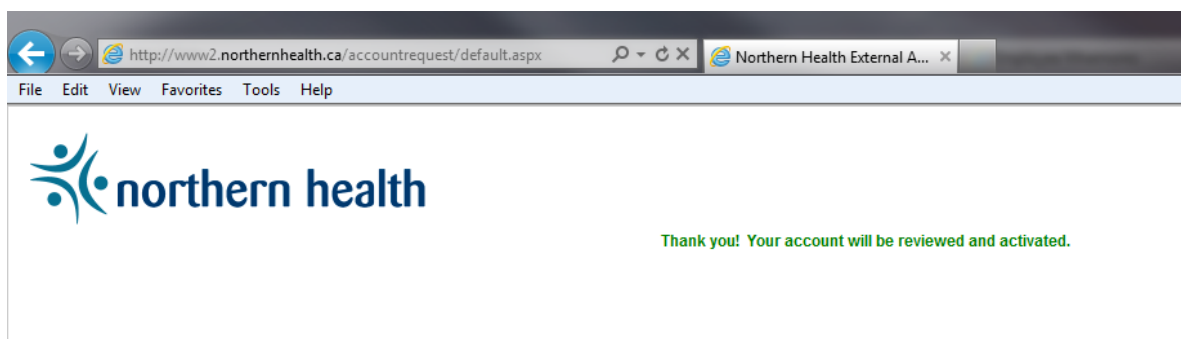 http://www2.northernhealth.ca/accountrequest/default.aspx
Northern Health External A...
File Edit View Favorites Tools Help
northern health
Thank you! Your account will be reviewed and activated.